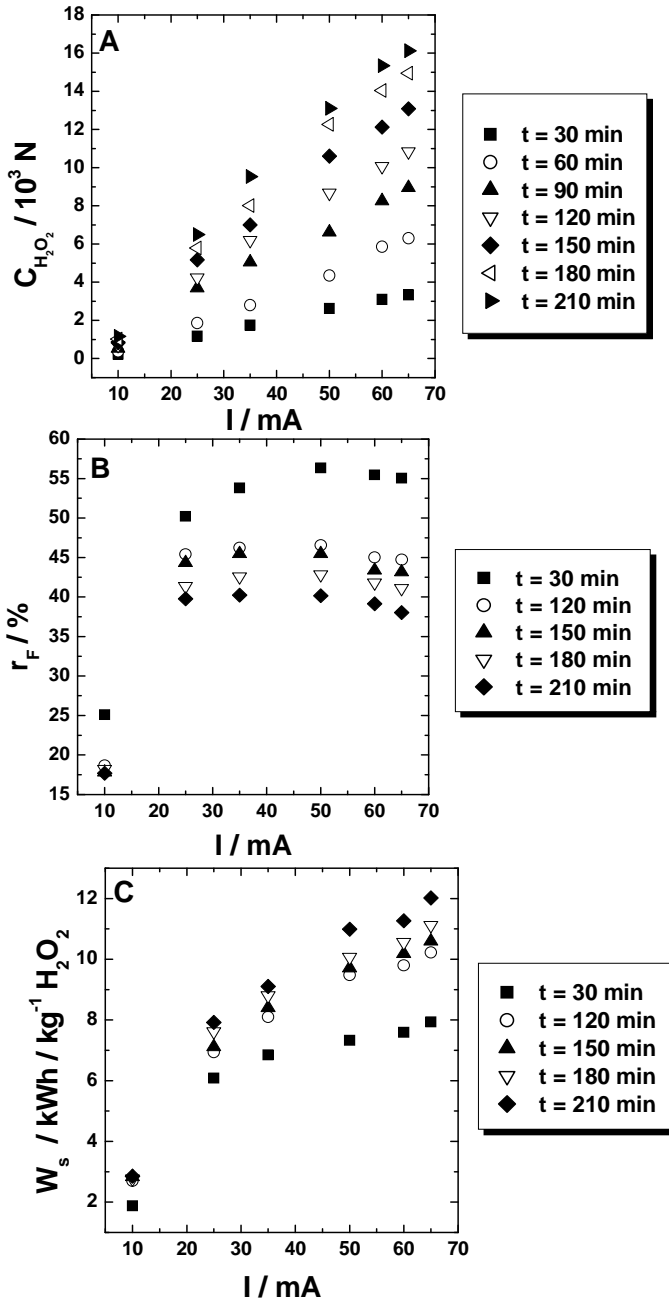 A
18
16
14
12
10
8
6
4
2
0
C_H₂O₂ / 10³ N
10 20 30 40 50 60 70
I / mA
t = 30 min
t = 60 min
t = 90 min
t = 120 min
t = 150 min
t = 180 min
t = 210 min
B
60
55
50
45
40
35
30
25
20
15
r_F / %
10 20 30 40 50 60 70
I / mA
t = 30 min
t = 120 min
t = 150 min
t = 180 min
t = 210 min
C
12
10
8
6
4
2
W_s / kWh / kg⁻¹ H₂O₂
10 20 30 40 50 60 70
I / mA
t = 30 min
t = 120 min
t = 150 min
t = 180 min
t = 210 min